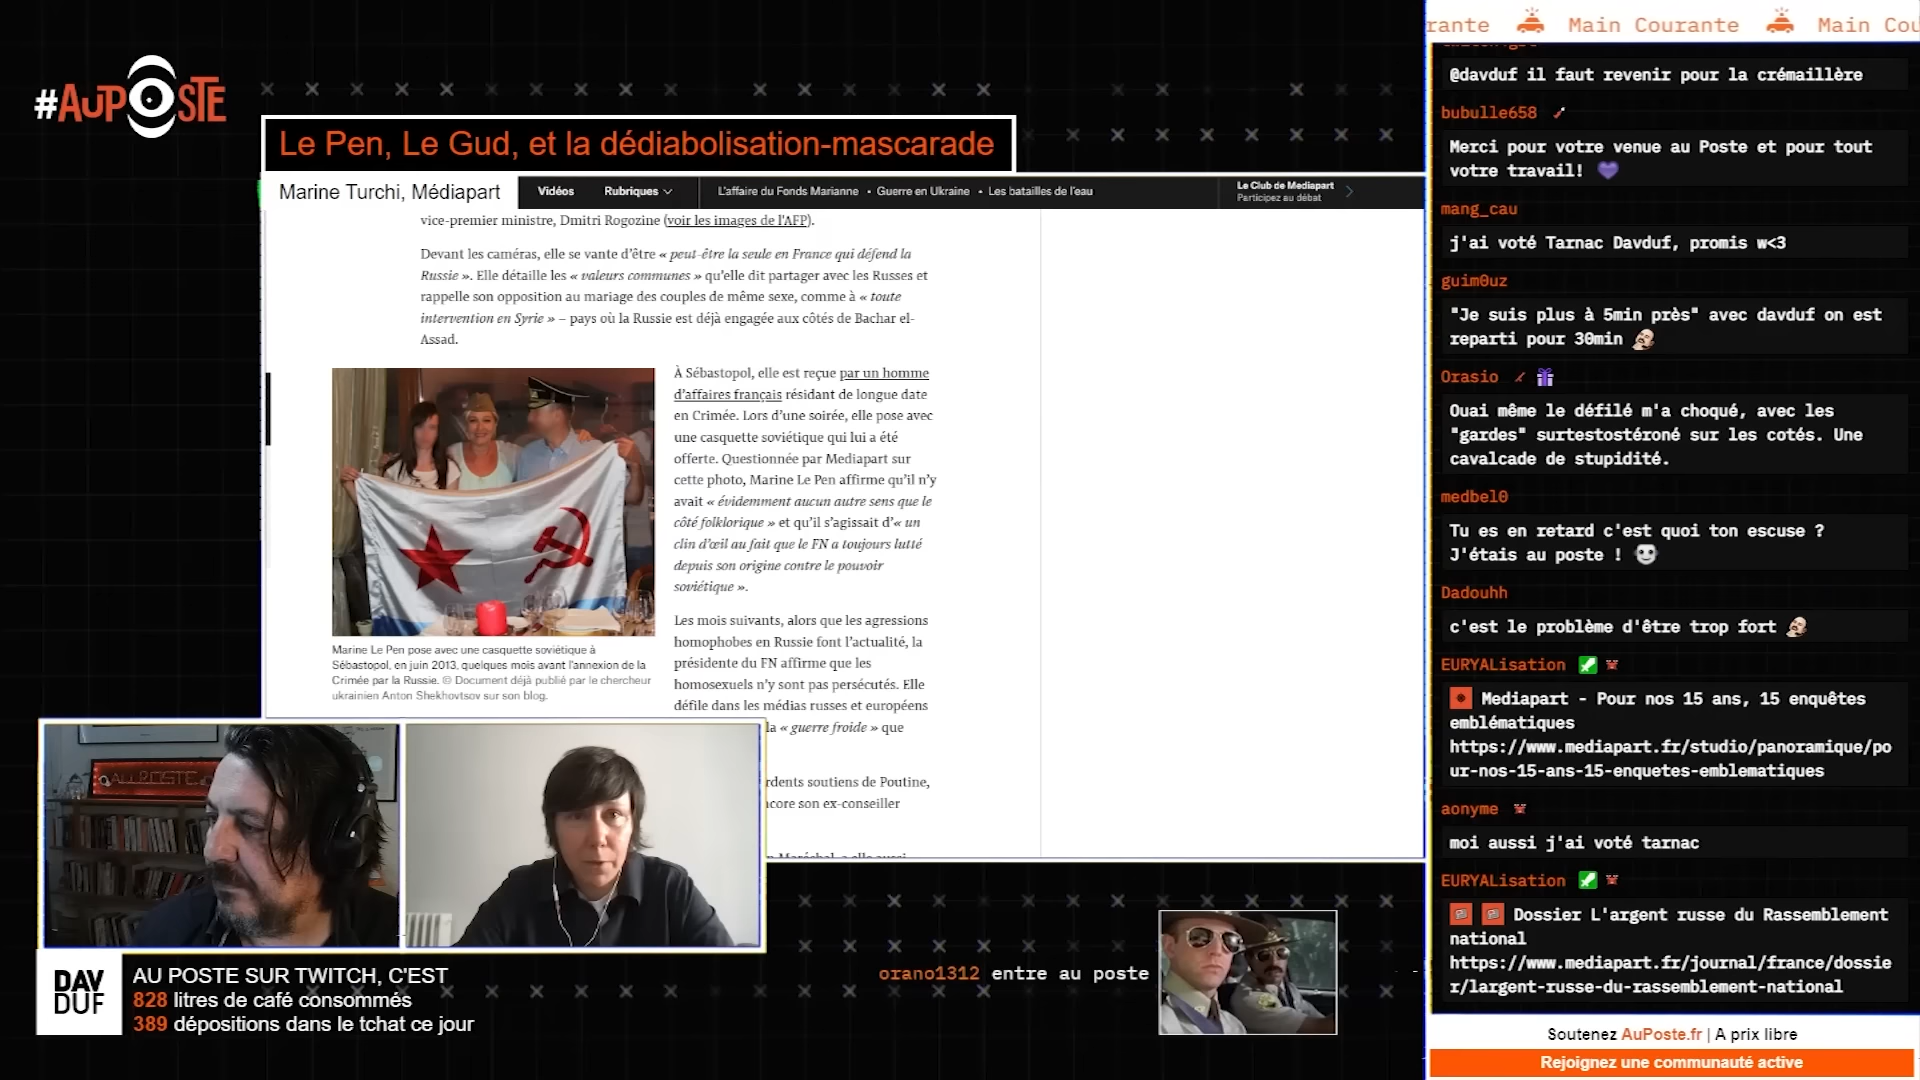 #AUPOSTE
Le Pen, Le Gud, et la dédiabolisation-mascarade
Marine Turchi, Médiapart
Vidéos
Rubriques
L'affaire du Fonds Marianne • Guerre en Ukraine • Les batailles de l'eau
Le Club de Mediapart
Participez au débat
vice-premier ministre, Dmitri Rogozine (voir les images de l'AFP).
Devant les caméras, elle se vante d'être « peut-être la seule en France qui défend la
Russie ». Elle détaille les « valeurs communes » qu'elle dit partager avec les Russes et
rappelle son opposition au mariage des couples de même sexe, comme à « toute
intervention en Syrie » – pays où la Russie est déjà engagée aux côtés de Bachar el-
Assad.
À Sébastopol, elle est reçue par un homme
d'affaires français résidant de longue date
en Crimée. Lors d'une soirée, elle pose avec
une casquette soviétique qui lui a été
offerte. Questionnée par Mediapart sur
cette photo, Marine Le Pen affirme qu'il n'y
avait « évidemment aucun autre sens que le
côté folklorique » et qu'il s'agissait d'« un
clin d'œil au fait que le FN a toujours lutté
depuis son origine contre le pouvoir
soviétique ».
Marine Le Pen pose avec une casquette soviétique à
Sébastopol, en juin 2013, quelques mois avant l'annexion de la
Crimée par la Russie. © Document déjà publié par le chercheur
ukrainien Anton Shekhovtsov sur son blog.
Les mois suivants, alors que les agressions
homophobes en Russie font l'actualité, la
présidente du FN affirme que les
homosexuels n'y sont pas persécutés. Elle
défile dans les médias russes et européens
la « guerre froide » que
rdents soutiens de Poutine,
ncore son ex-conseiller
AU POSTE
DAV
DUF
AU POSTE SUR TWITCH, C'EST
828 litres de café consommés
389 dépositions dans le tchat ce jour
orano1312 entre au poste
rante Main Courante Main Cou
@davduf il faut revenir pour la crémaillère
bubulle658
Merci pour votre venue au Poste et pour tout
votre travail!
mang_cau
j'ai voté Tarnac Davduf, promis w<3
guim0uz
"Je suis plus à 5min près" avec davduf on est
reparti pour 30min
Orasio
Ouai même le défilé m'a choqué, avec les
"gardes" surtestostéroné sur les cotés. Une
cavalcade de stupidité.
medbel0
Tu es en retard c'est quoi ton escuse ?
J'étais au poste !
Dadouhh
c'est le problème d'être trop fort
EURYALisation
Mediapart - Pour nos 15 ans, 15 enquêtes
emblématiques
https://www.mediapart.fr/studio/panoramique/po
ur-nos-15-ans-15-enquetes-emblematiques
aonyme
moi aussi j'ai voté tarnac
EURYALisation
Dossier L'argent russe du Rassemblement
national
https://www.mediapart.fr/journal/france/dossie
r/largent-russe-du-rassemblement-national
Soutenez AuPoste.fr | A prix libre
Rejoignez une communauté active